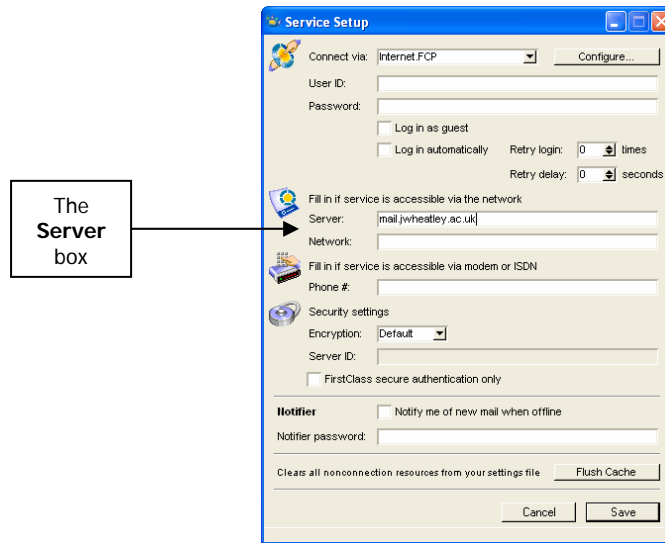 Service Setup
Connect via: Internet.FCP Configure...
User ID:
Password:
Log in as guest
Log in automatically Retry login: 0 times
Retry delay: 0 seconds
The
Server
box
Fill in if service is accessible via the network
Server: mail.jwheatley.ac.uk
Network:
Fill in if service is accessible via modem or ISDN
Phone #:
Security settings
Encryption: Default
Server ID:
FirstClass secure authentication only
Notifier Notify me of new mail when offline
Notifier password:
Clears all nonconnection resources from your settings file Flush Cache
Cancel Save